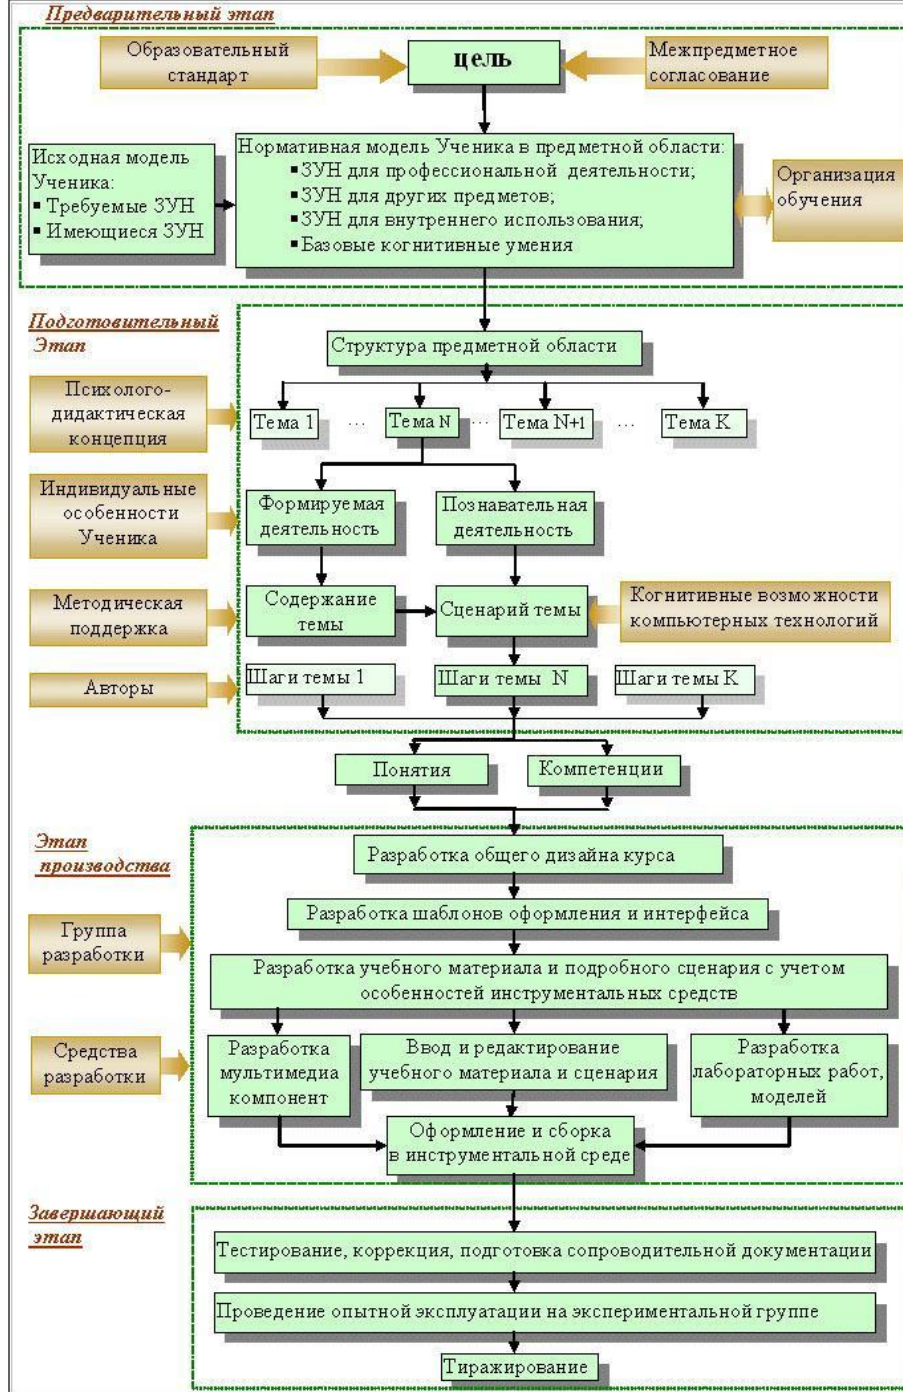 Предварительный этап
Образовательный
стандарт
цель
Межпредметное
согласование
Исходная модель
Ученика:
▪ Требуемые ЗУН
▪ Имеющиеся ЗУН
Нормативная модель Ученика в предметной области:
▪ ЗУН для профессиональной деятельности;
▪ ЗУН для других предметов;
▪ ЗУН для внутреннего использования;
▪ Базовые когнитивные умения
Организация
обучения
Подготовительный
Этап
Структура предметной области
Психолого-
дидактическая
концепция
Тема 1
...
Тема N
...
Тема N+1
...
Тема K
Индивидуальные
особенности
Ученика
Формируемая
деятельность
Познавательная
деятельность
Методическая
поддержка
Содержание
темы
Сценарий темы
Когнитивные возможности
компьютерных технологий
Авторы
Шаги темы 1
Шаги темы N
Шаги темы K
Понятия
Компетенции
Этап
производства
Разработка общего дизайна курса
Разработка шаблонов оформления и интерфейса
Группа
разработки
Разработка учебного материала и подробного сценария с учетом
особенностей инструментальных средств
Средства
разработки
Разработка
мультимедиа
компонент
Ввод и редактирование
учебного материала и сценария
Разработка
лабораторных работ,
моделей
Оформление и сборка
в инструментальной среде
Завершающий
этап
Тестирование, коррекция, подготовка сопроводительной документации
Проведение опытной эксплуатации на экспериментальной группе
Тиражирование